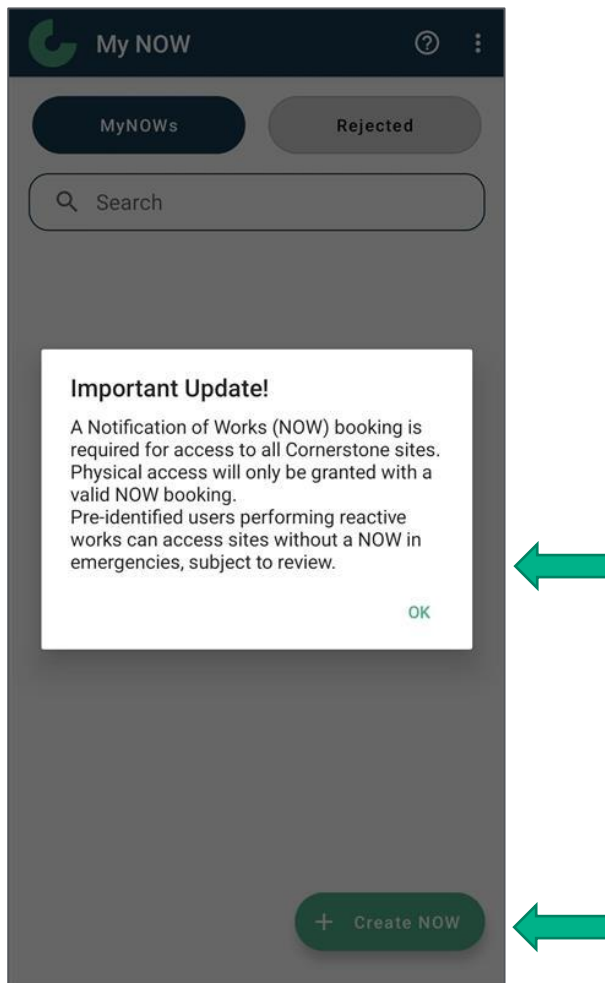 My NOW
MyNOWs
Rejected
Search
Important Update!
A Notification of Works (NOW) booking is
required for access to all Cornerstone sites.
Physical access will only be granted with a
valid NOW booking.
Pre-identified users performing reactive
works can access sites without a NOW in
emergencies, subject to review.
OK
+ Create NOW